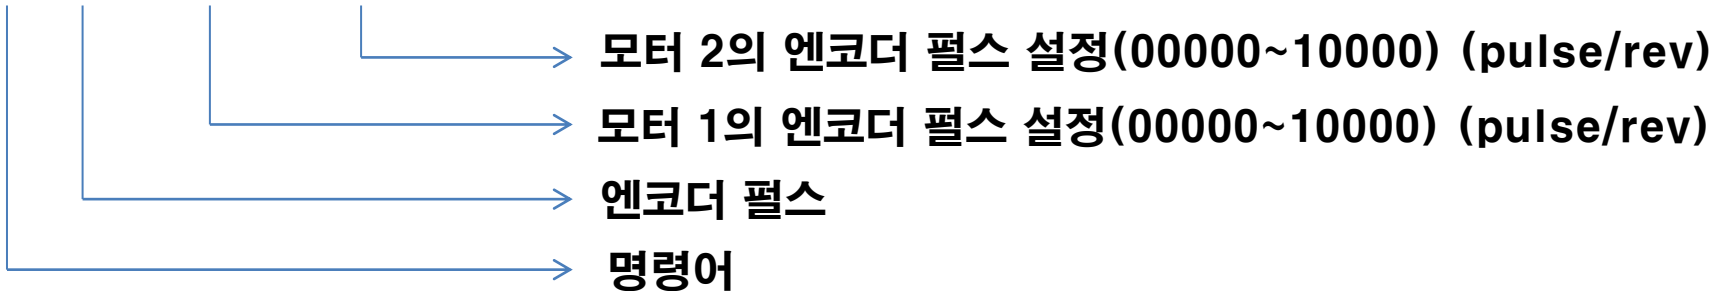 모터 2의 엔코더 펄스 설정(00000~10000) (pulse/rev)
모터 1의 엔코더 펄스 설정(00000~10000) (pulse/rev)
엔코더 펄스
명령어